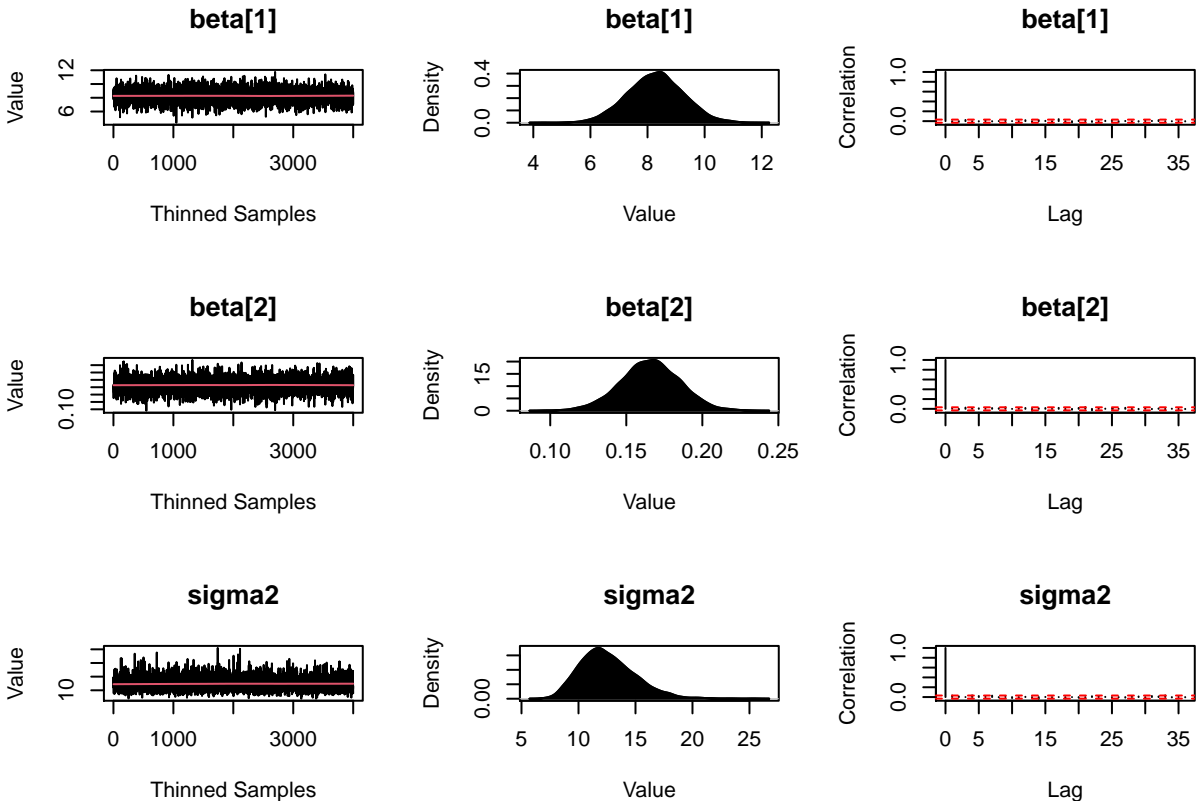 beta[1] beta[1] beta[1]
Value 6 12 Density 0.0 0.4 Correlation 0.0 1.0
0 1000 3000 4 6 8 10 12 0 5 15 25 35
Thinned Samples Value Lag
beta[2] beta[2] beta[2]
Value 0.10 Density 0 15 Correlation 0.0 1.0
0 1000 3000 0.10 0.15 0.20 0.25 0 5 15 25 35
Thinned Samples Value Lag
sigma2 sigma2 sigma2
Value 10 Density 0.00 Correlation 0.0 1.0
0 1000 3000 5 10 15 20 25 0 5 15 25 35
Thinned Samples Value Lag